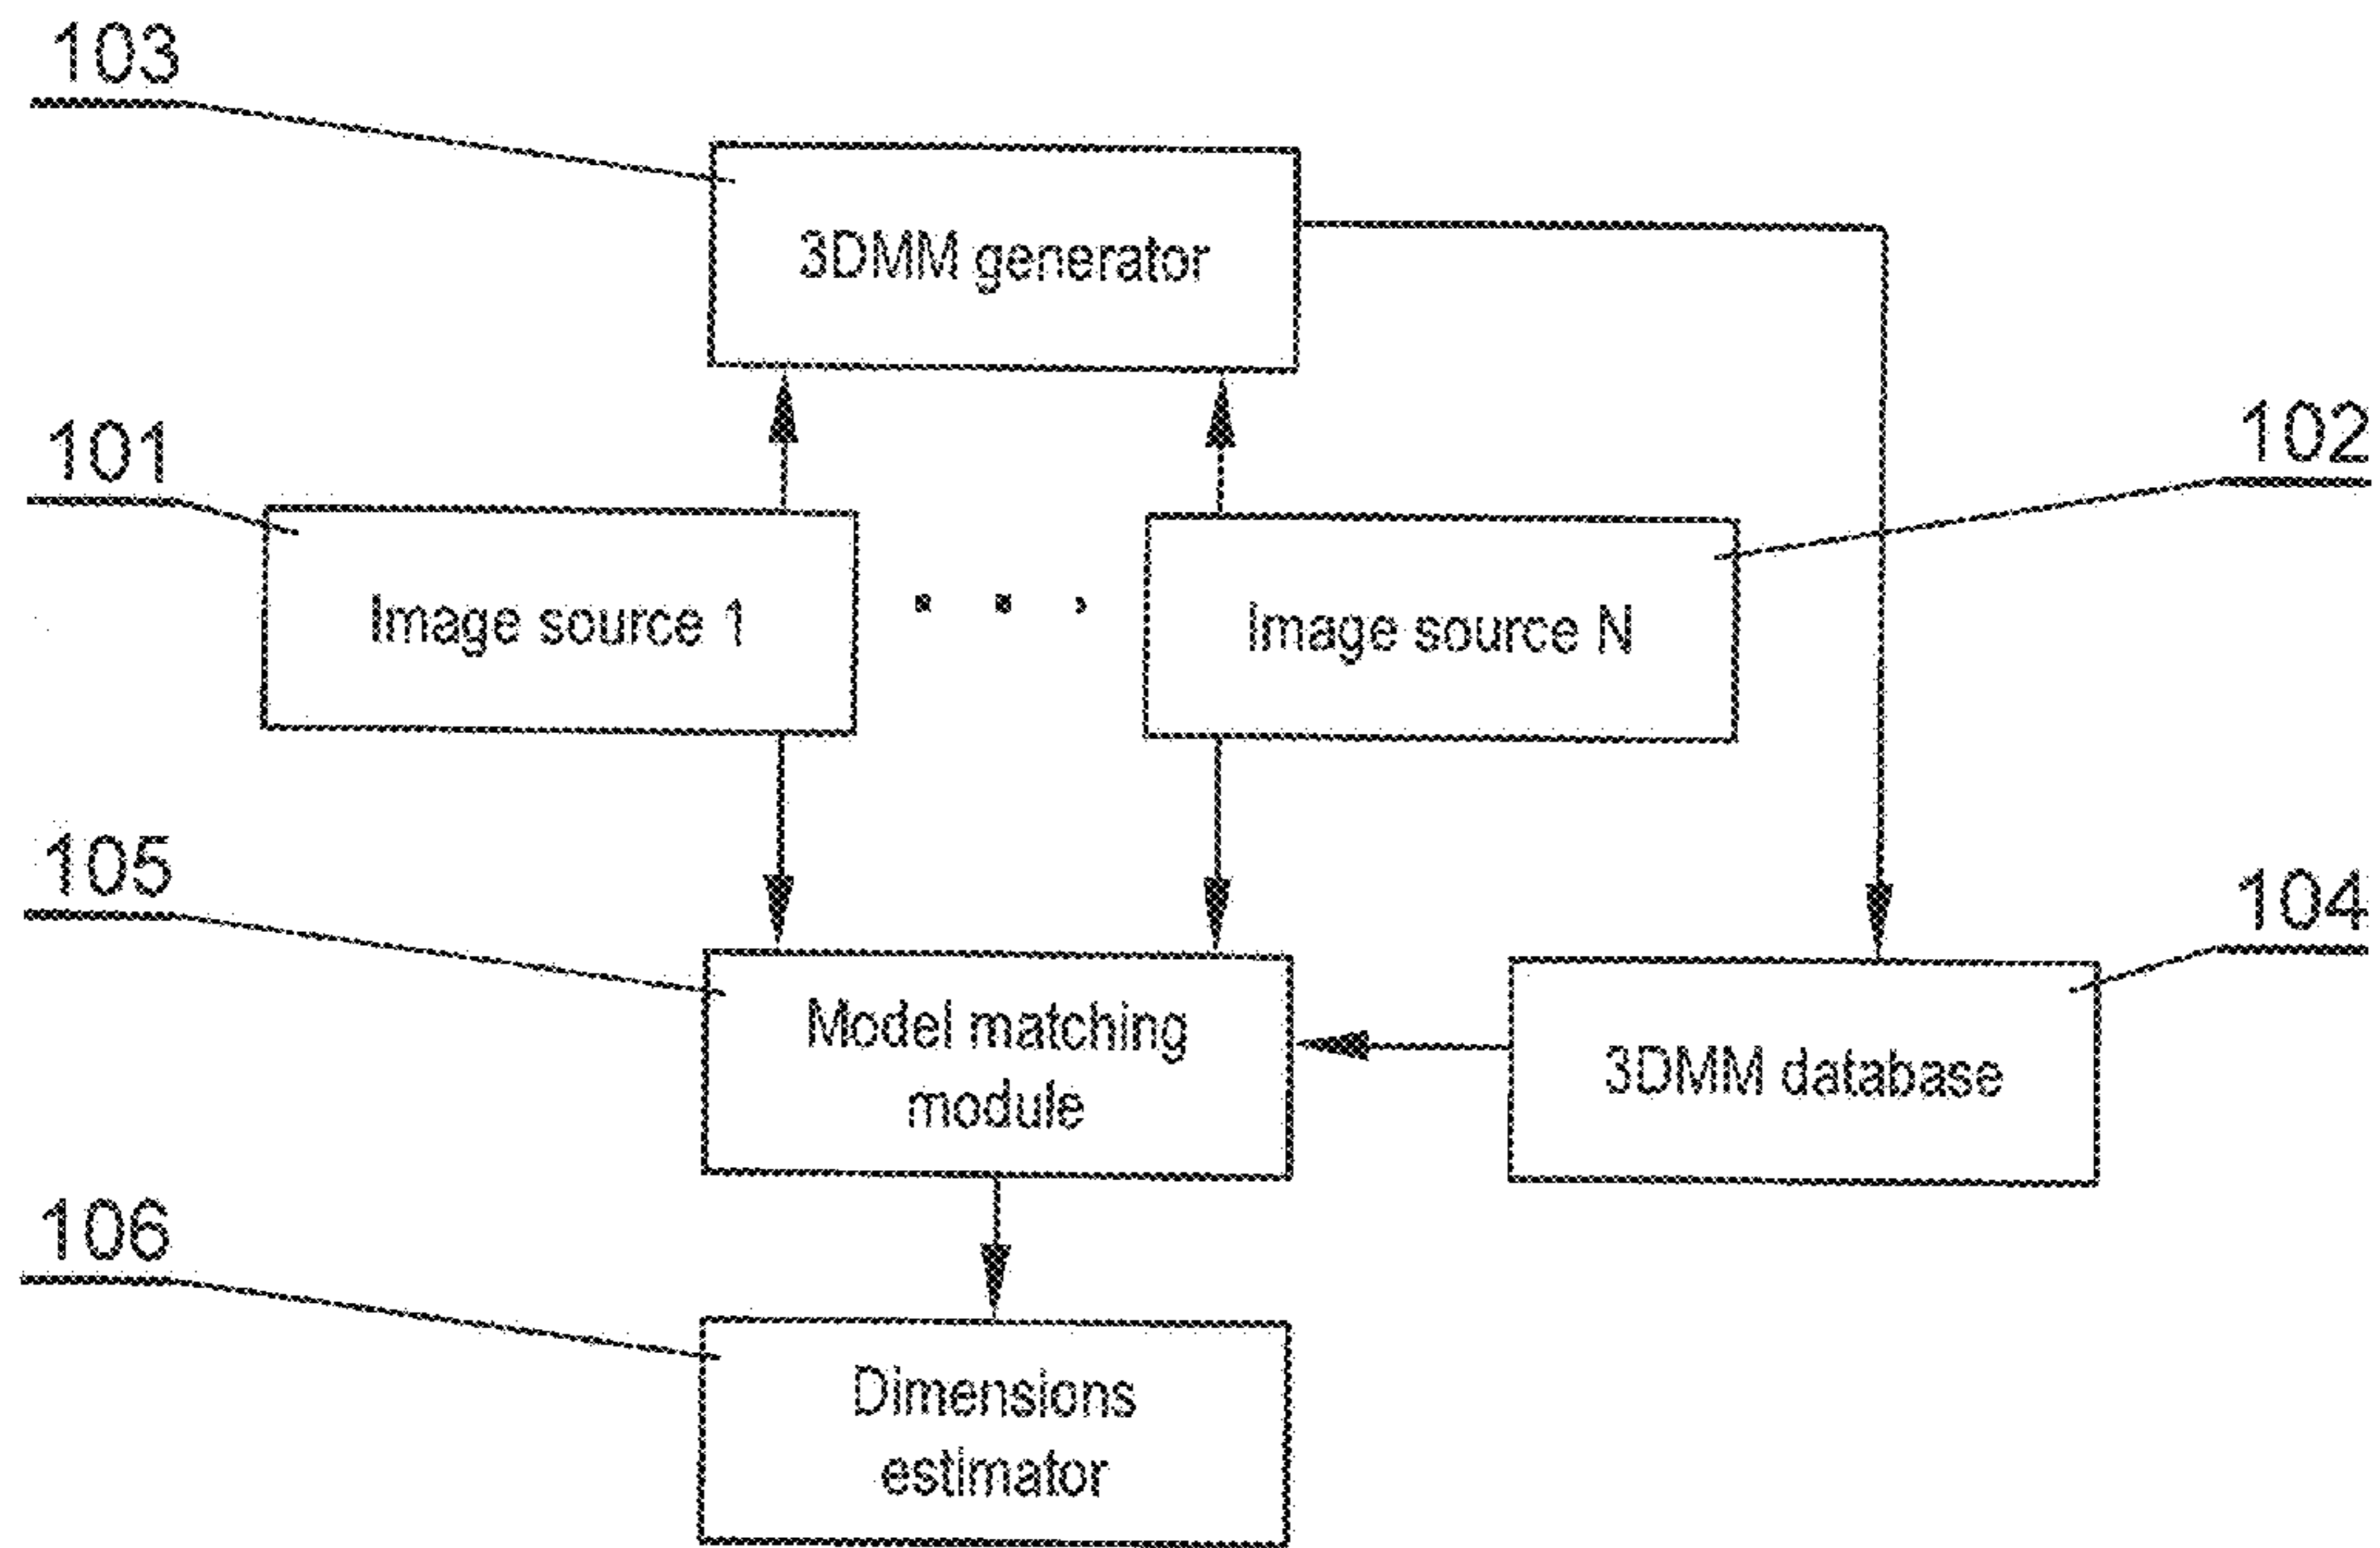 103
3DMM generator
101
102
Image source 1
Image source N
105
104
Model matching
module
3DMM database
106
Dimensions
estimator